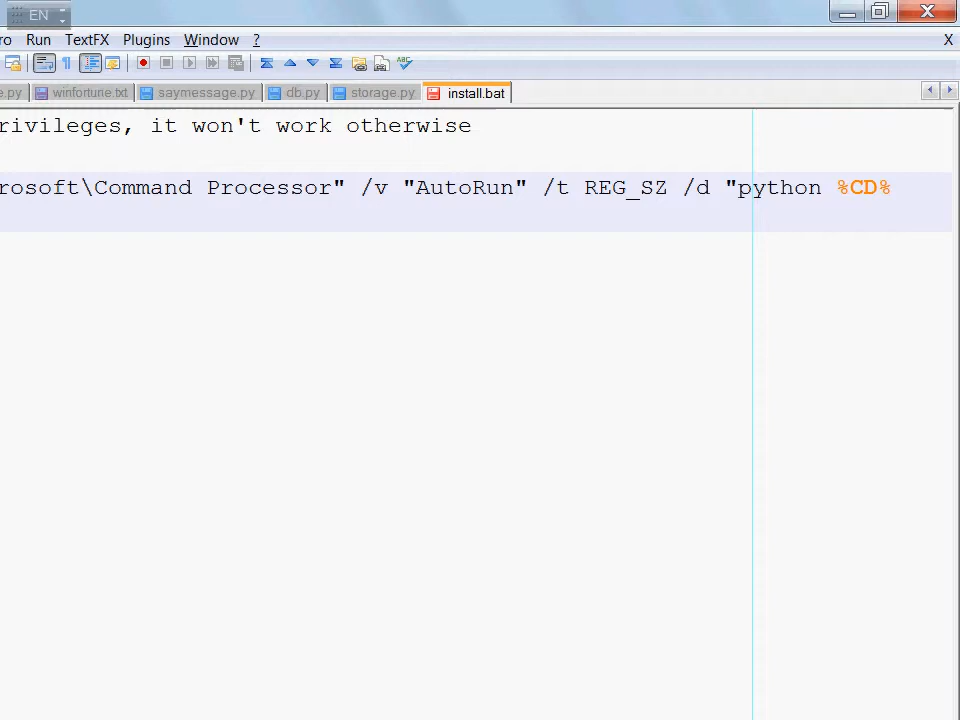 EN
ro Run TextFX Plugins Window ? X
e.py winfortune.txt saymessage.py db.py storage.py install.bat
rivileges, it won't work otherwise
rosoft\Command Processor" /v "AutoRun" /t REG_SZ /d "python %CD%